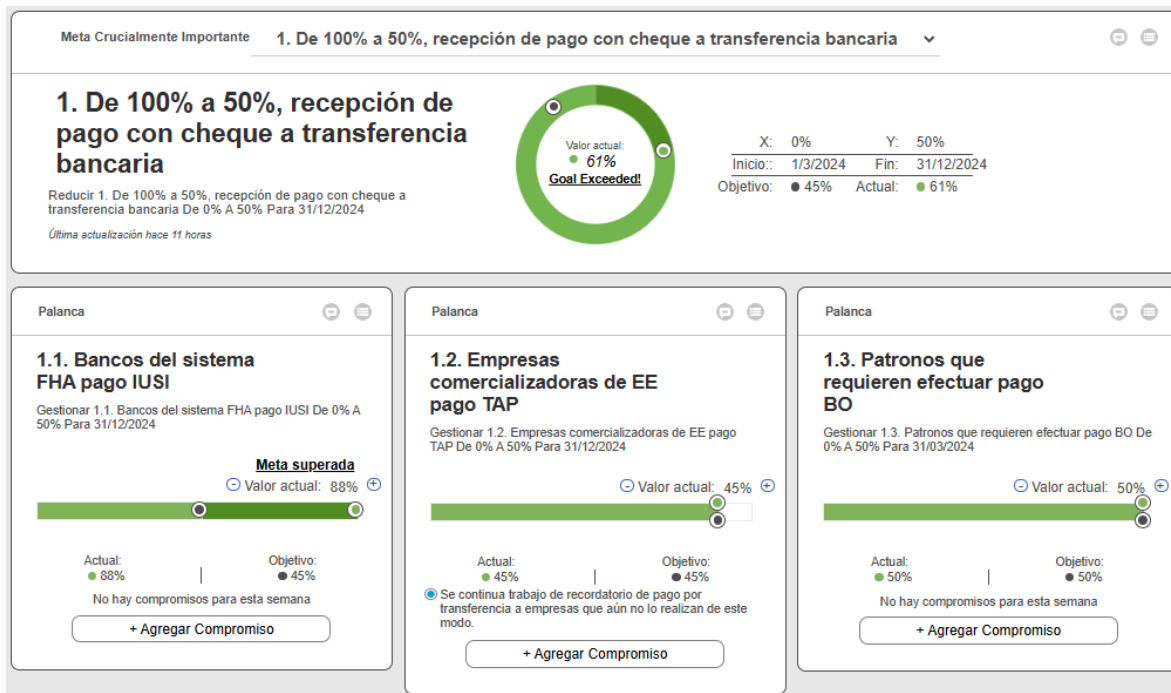 Meta Crucialmente Importante 1. De 100% a 50%, recepción de pago con cheque a transferencia bancaria
1. De 100% a 50%, recepción de
pago con cheque a transferencia
bancaria
Reducir 1. De 100% a 50%, recepción de pago con cheque a
transferencia bancaria De 0% A 50% Para 31/12/2024
Última actualización hace 11 horas
Valor actual:
61%
Goal Exceeded!
X: 0% Y: 50%
Inicio:: 1/3/2024 Fin: 31/12/2024
Objetivo: 45% Actual: 61%
Palanca
1.1. Bancos del sistema
FHA pago IUSI
Gestionar 1.1. Bancos del sistema FHA pago IUSI De 0% A
50% Para 31/12/2024
Meta superada
Valor actual: 88%
Actual: Objetivo:
88% 45%
No hay compromisos para esta semana
+ Agregar Compromiso
Palanca
1.2. Empresas
comercializadoras de EE
pago TAP
Gestionar 1.2. Empresas comercializadoras de EE pago
TAP De 0% A 50% Para 31/12/2024
Valor actual: 45%
Actual: Objetivo:
45% 45%
Se continua trabajo de recordatorio de pago por
transferencia a empresas que aún no lo realizan de este
modo.
+ Agregar Compromiso
Palanca
1.3. Patronos que
requieren efectuar pago
BO
Gestionar 1.3. Patronos que requieren efectuar pago BO De
0% A 50% Para 31/03/2024
Valor actual: 50%
Actual: Objetivo:
50% 50%
No hay compromisos para esta semana
+ Agregar Compromiso